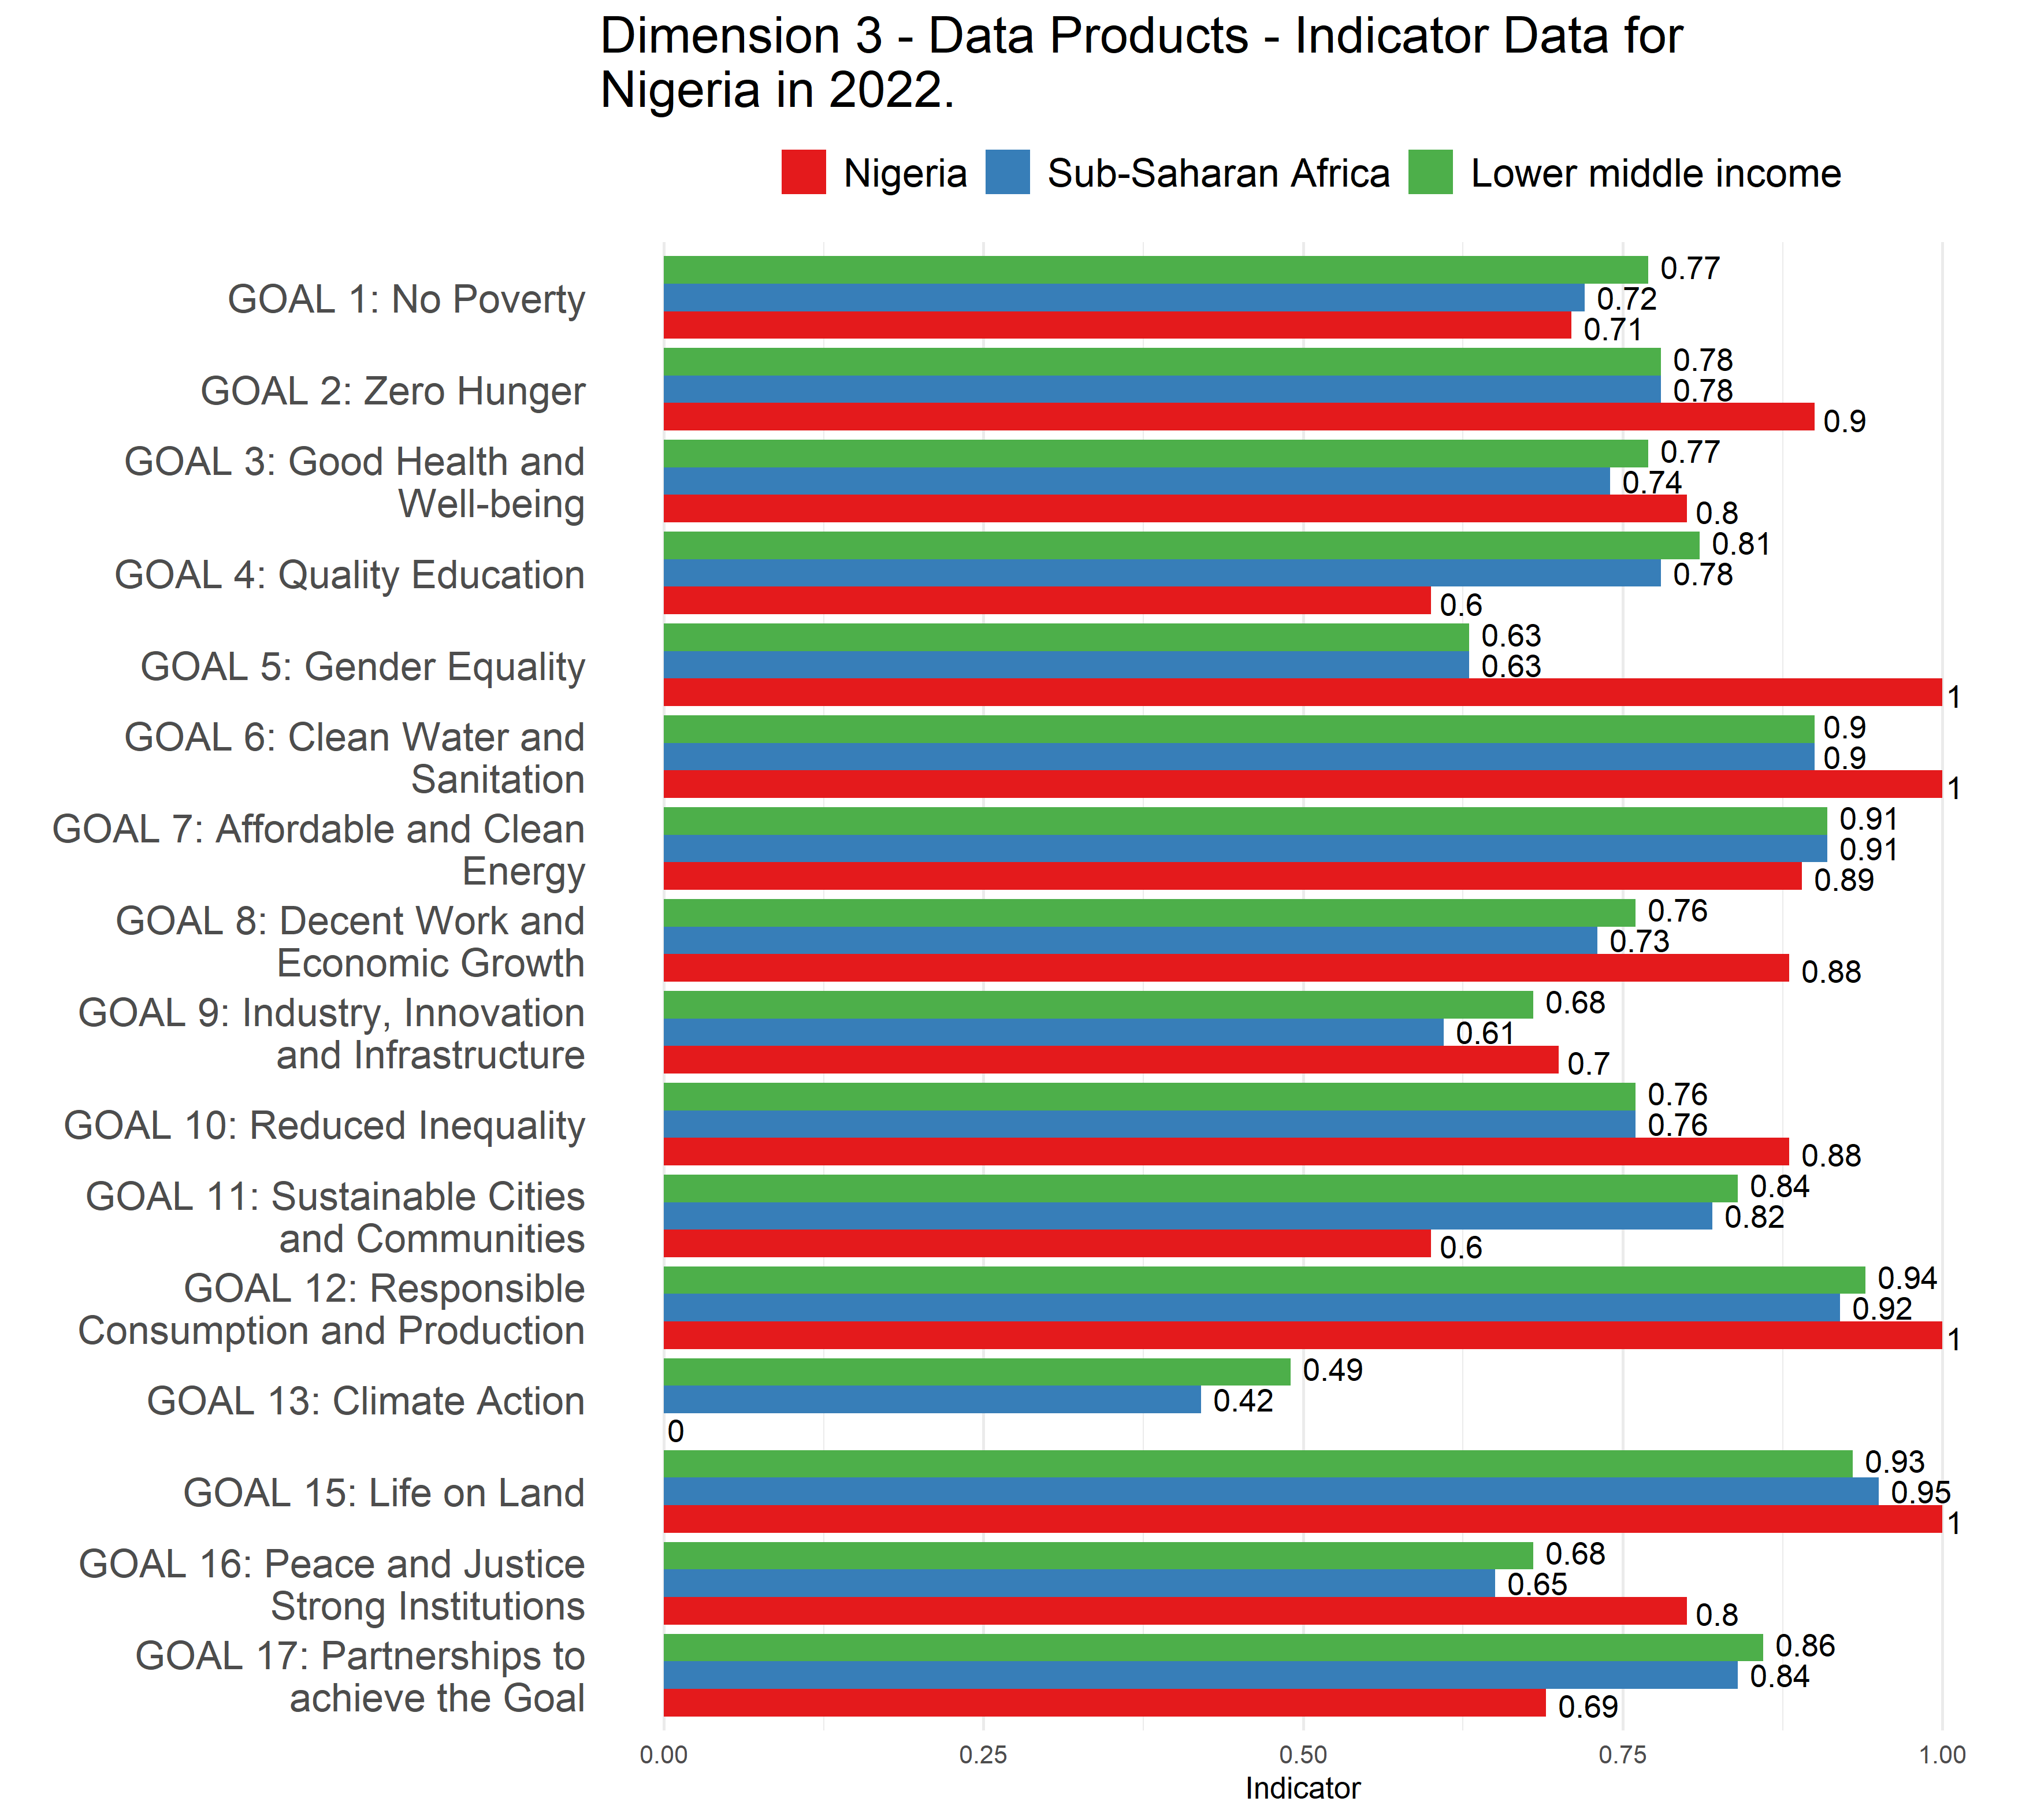 Dimension 3 - Data Products - Indicator Data for
Nigeria in 2022.
Nigeria
Sub-Saharan Africa
Lower middle income
GOAL 1: No Poverty
0.77
0.72
0.71
GOAL 2: Zero Hunger
0.78
0.78
0.9
GOAL 3: Good Health and
Well-being
0.77
0.74
0.8
GOAL 4: Quality Education
0.81
0.78
0.6
GOAL 5: Gender Equality
0.63
0.63
1
GOAL 6: Clean Water and
Sanitation
0.9
0.9
1
GOAL 7: Affordable and Clean
Energy
0.91
0.91
0.89
GOAL 8: Decent Work and
Economic Growth
0.76
0.73
0.88
GOAL 9: Industry, Innovation
and Infrastructure
0.68
0.61
0.7
GOAL 10: Reduced Inequality
0.76
0.76
0.88
GOAL 11: Sustainable Cities
and Communities
0.84
0.82
0.6
GOAL 12: Responsible
Consumption and Production
0.94
0.92
1
GOAL 13: Climate Action
0.49
0.42
0
GOAL 15: Life on Land
0.93
0.95
1
GOAL 16: Peace and Justice
Strong Institutions
0.68
0.65
0.8
GOAL 17: Partnerships to
achieve the Goal
0.86
0.84
0.69
0.00
0.25
0.50
0.75
1.00
Indicator